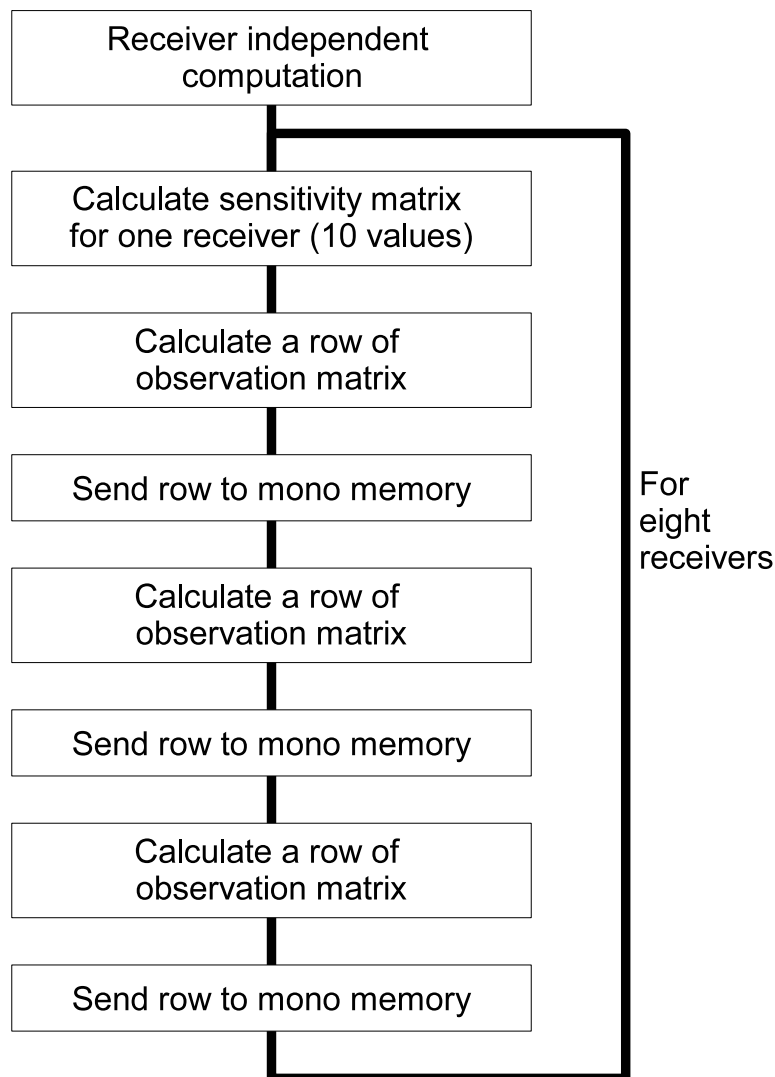 Receiver independent
computation
Calculate sensitivity matrix
for one receiver (10 values)
Calculate a row of
observation matrix
Send row to mono memory
Calculate a row of
observation matrix
Send row to mono memory
Calculate a row of
observation matrix
Send row to mono memory
For
eight
receivers